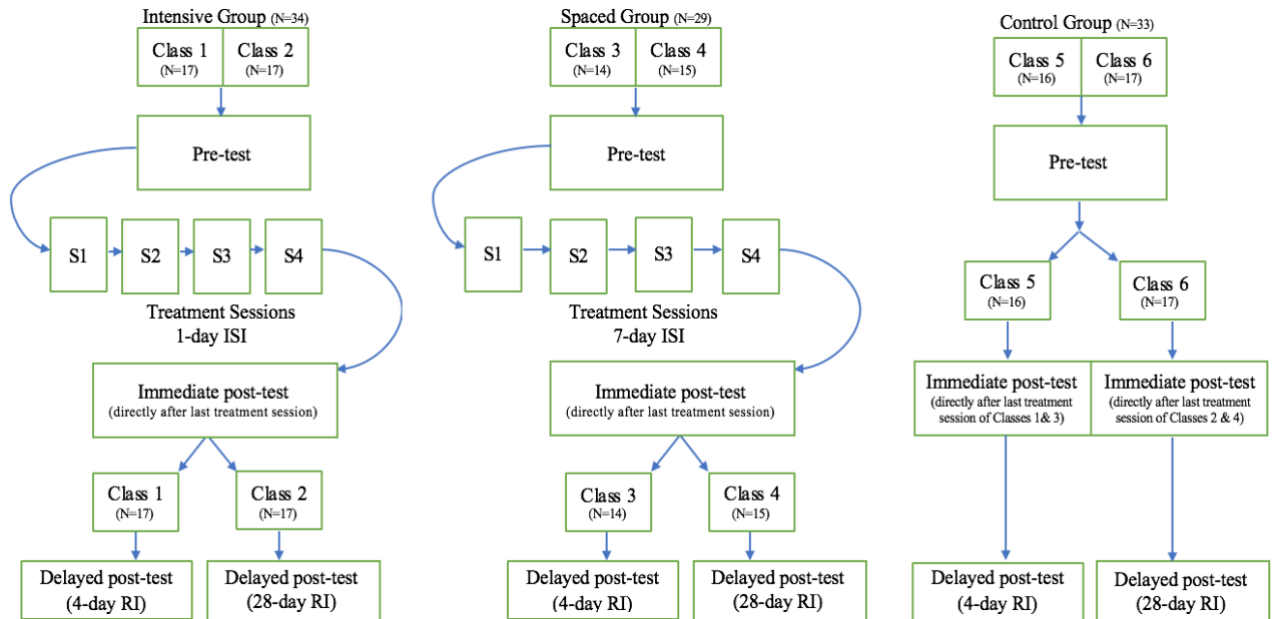 Intensive Group (N=34)
Class 1
(N=17)
Class 2
(N=17)
Pre-test
S1
S2
S3
S4
Treatment Sessions
1-day ISI
Immediate post-test
(directly after last treatment session)
Class 1
(N=17)
Class 2
(N=17)
Delayed post-test
(4-day RI)
Delayed post-test
(28-day RI)
Spaced Group (N=29)
Class 3
(N=14)
Class 4
(N=15)
Pre-test
S1
S2
S3
S4
Treatment Sessions
7-day ISI
Immediate post-test
(directly after last treatment session)
Class 3
(N=14)
Class 4
(N=15)
Delayed post-test
(4-day RI)
Delayed post-test
(28-day RI)
Control Group (N=33)
Class 5
(N=16)
Class 6
(N=17)
Pre-test
Class 5
(N=16)
Class 6
(N=17)
Immediate post-test
(directly after last treatment
session of Classes 1& 3)
Immediate post-test
(directly after last treatment
session of Classes 2 & 4)
Delayed post-test
(4-day RI)
Delayed post-test
(28-day RI)